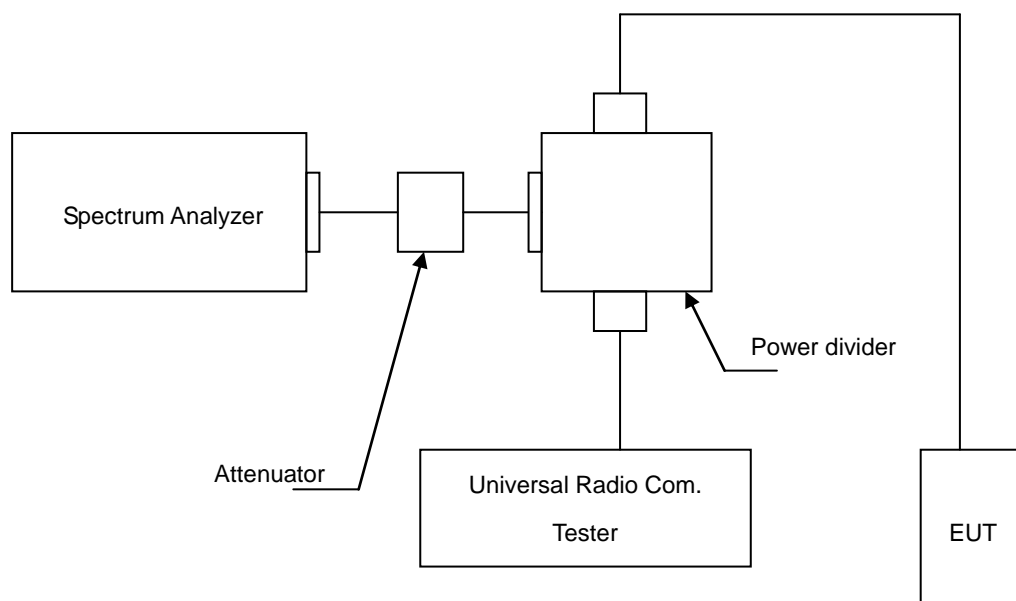 Spectrum Analyzer
Power divider
Attenuator
Universal Radio Com.
Tester
EUT